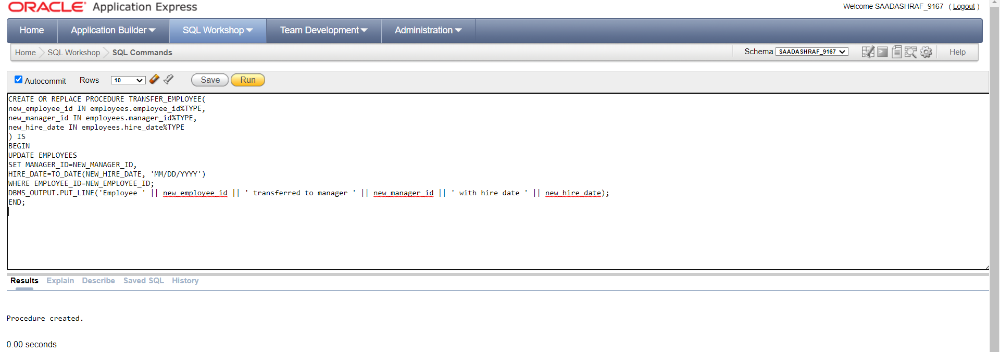 ORACLE® Application Express
Welcome SAADASHRAF_9167 ( Logout )
Home Application Builder SQL Workshop Team Development Administration
Home SQL Workshop SQL Commands Schema SAADASHRAF_9167 Help
Autocommit Rows 10 Save Run
CREATE OR REPLACE PROCEDURE TRANSFER_EMPLOYEE(
new_employee_id IN employees.employee_id%TYPE,
new_manager_id IN employees.manager_id%TYPE,
new_hire_date IN employees.hire_date%TYPE
) IS
BEGIN
UPDATE EMPLOYEES
SET MANAGER_ID=NEW_MANAGER_ID,
HIRE_DATE=TO_DATE(NEW_HIRE_DATE, 'MM/DD/YYYY')
WHERE EMPLOYEE_ID=NEW_EMPLOYEE_ID;
DBMS_OUTPUT.PUT_LINE('Employee ' || new_employee_id || ' transferred to manager ' || new_manager_id || ' with hire date ' || new_hire_date);
END;
Results Explain Describe Saved SQL History
Procedure created.
0.00 seconds